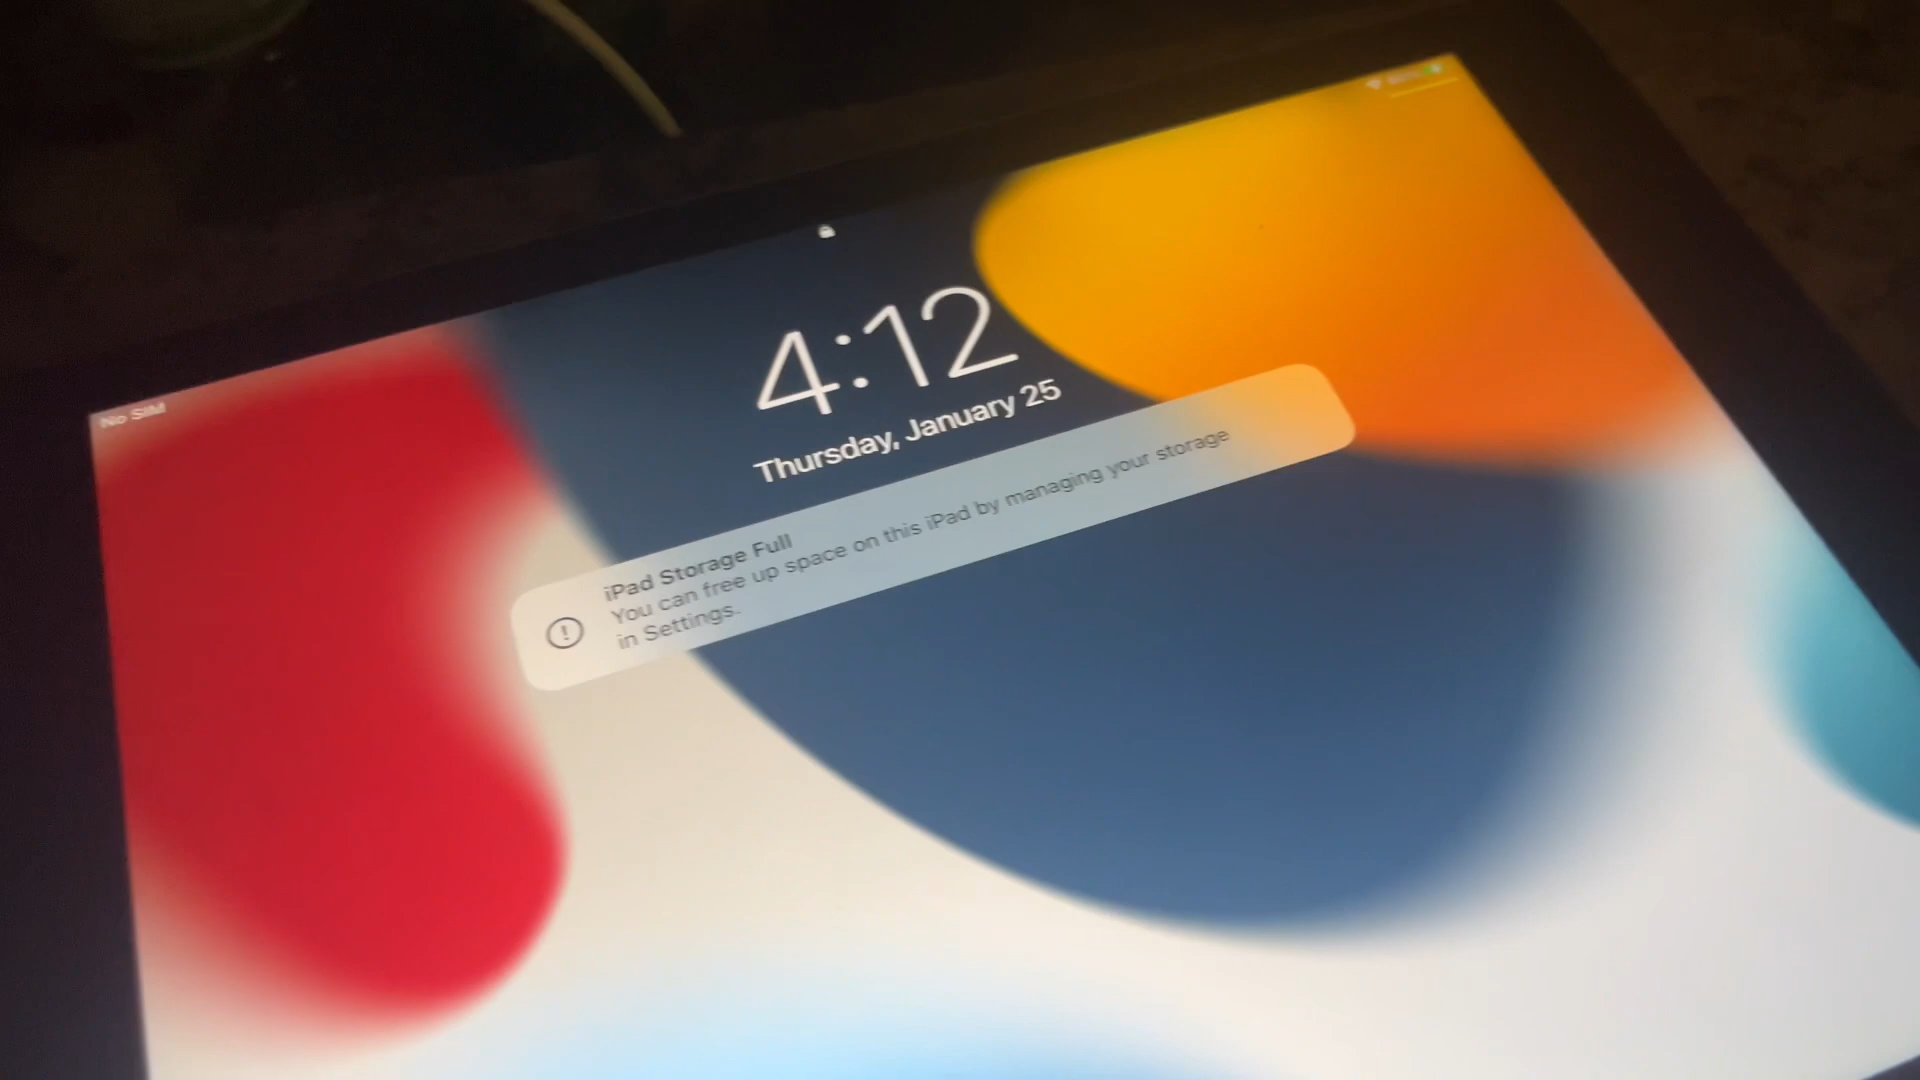 No SIM
4:12
Thursday, January 25
iPad Storage Full
You can free up space on this iPad by managing your storage
in Settings.